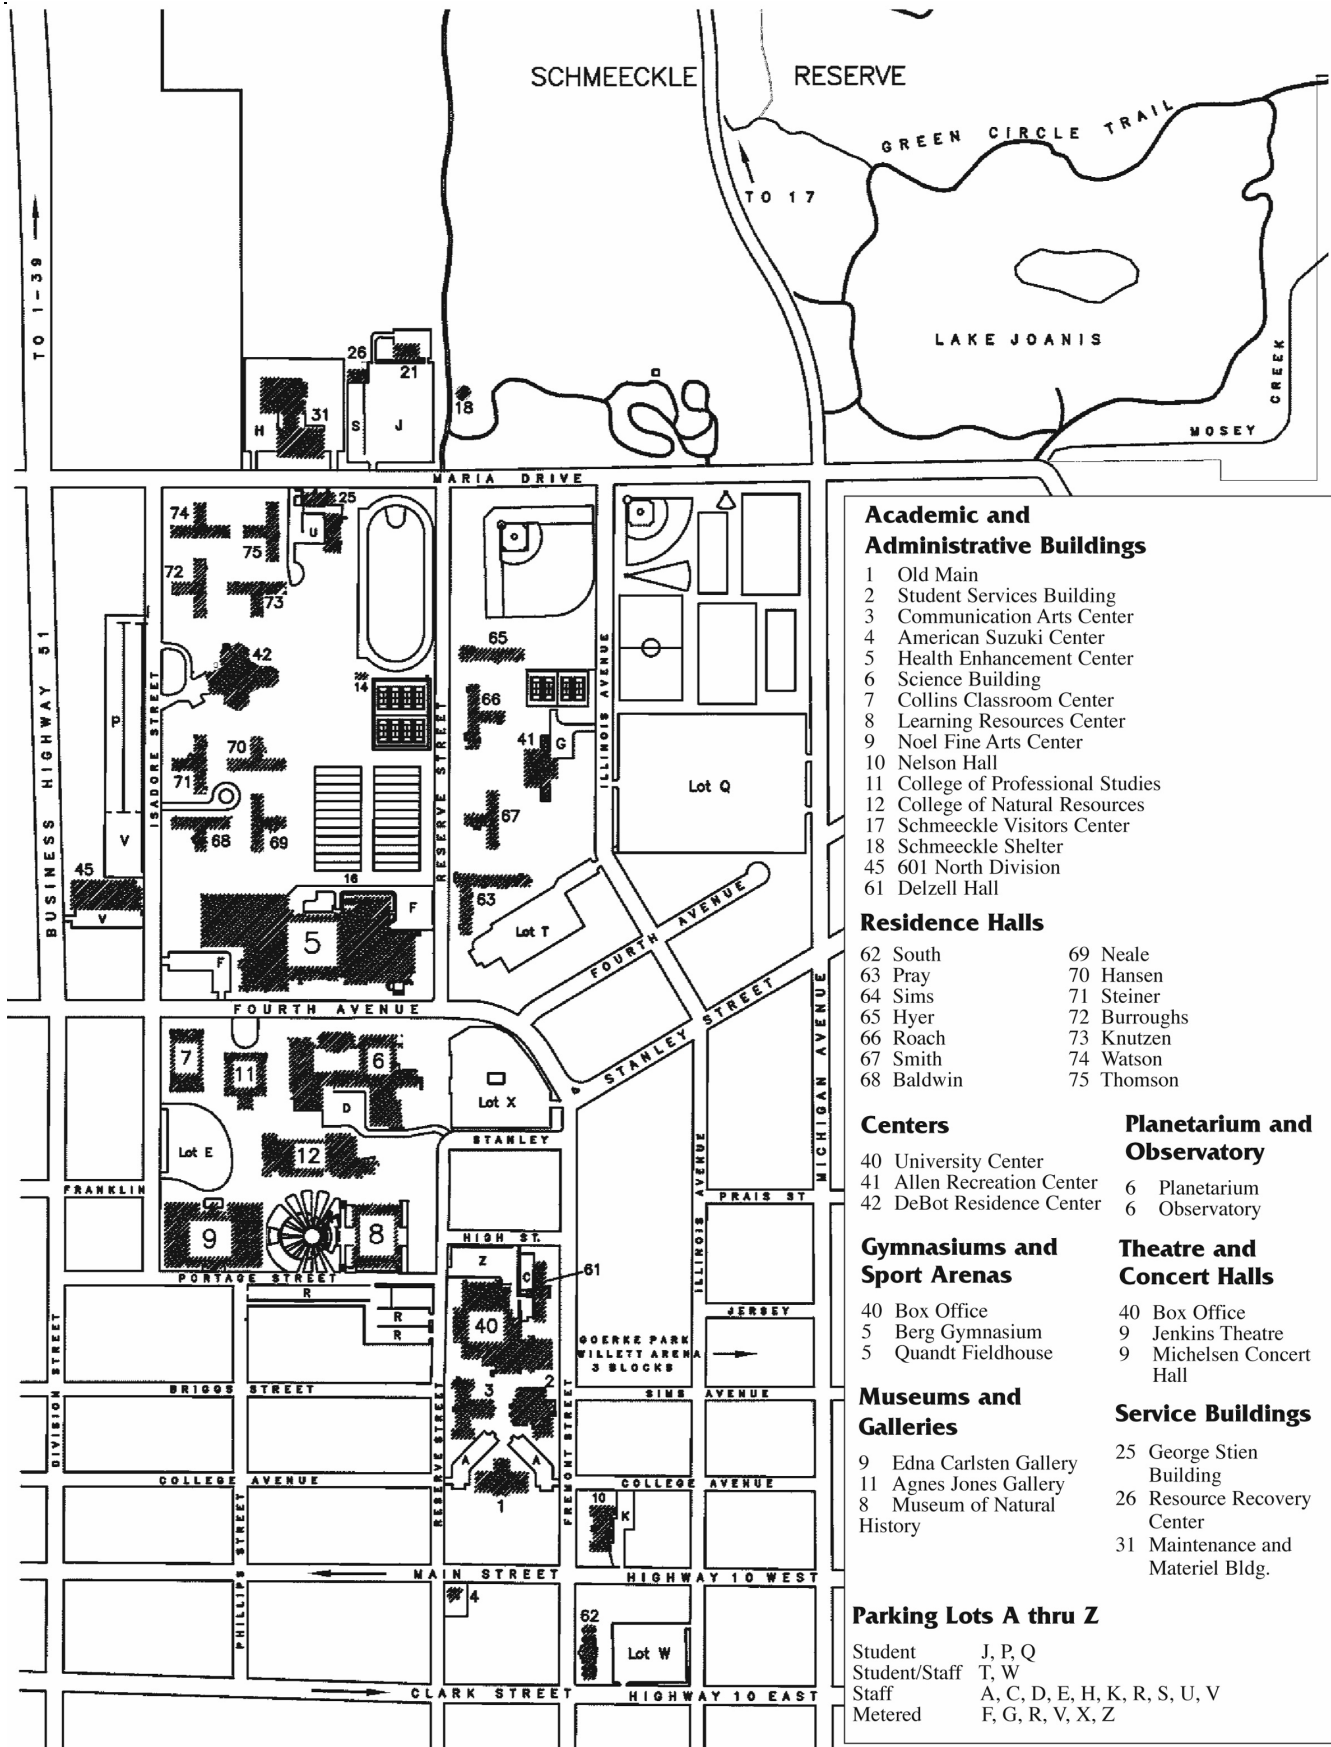 SCHMEECKLE RESERVE
GREEN CIRCLE TRAIL
TO 17
TO I-39
LAKE JOANIS
CREEK
MOSEY
26
21
31
H
S
J
18
MARIA DRIVE
74
25
75
U
72
73
65
BUSINESS HIGHWAY 51
42
14
ISADORE STREET
P
66
RESERVE STREET
ILLINOIS AVENUE
70
71
41
G
Lot Q
67
V
68
69
16
45
V
63
F
5
Lot T
F
FOURTH AVENUE
FOURTH AVENUE
STANLEY STREET
MICHIGAN AVENUE
7
11
6
D
Lot X
Lot E
12
STANLEY
FRANKLIN
ILLINOIS AVENUE
PRAIS ST
9
8
HIGH ST.
PORTAGE STREET
Z
C
61
R
R
R
40
JERSEY
GOERKE PARK
WILLETT ARENA
3 BLOCKS
DIVISION STREET
BRIGGS STREET
SIMS AVENUE
3
2
RESERVE STREET
FREMONT STREET
A
A
1
COLLEGE AVENUE
COLLEGE AVENUE
10
K
PHILLIPS STREET
MAIN STREET
HIGHWAY 10 WEST
4
62
Lot W
CLARK STREET
HIGHWAY 10 EAST
Academic and
Administrative Buildings
1 Old Main
2 Student Services Building
3 Communication Arts Center
4 American Suzuki Center
5 Health Enhancement Center
6 Science Building
7 Collins Classroom Center
8 Learning Resources Center
9 Noel Fine Arts Center
10 Nelson Hall
11 College of Professional Studies
12 College of Natural Resources
17 Schmeeckle Visitors Center
18 Schmeeckle Shelter
45 601 North Division
61 Delzell Hall
Residence Halls
62 South
63 Pray
64 Sims
65 Hyer
66 Roach
67 Smith
68 Baldwin
69 Neale
70 Hansen
71 Steiner
72 Burroughs
73 Knutzen
74 Watson
75 Thomson
Centers
40 University Center
41 Allen Recreation Center
42 DeBot Residence Center
Planetarium and
Observatory
6 Planetarium
6 Observatory
Gymnasiums and
Sport Arenas
40 Box Office
5 Berg Gymnasium
5 Quandt Fieldhouse
Theatre and
Concert Halls
40 Box Office
9 Jenkins Theatre
9 Michelsen Concert
Hall
Museums and
Galleries
9 Edna Carlsten Gallery
11 Agnes Jones Gallery
8 Museum of Natural
History
Service Buildings
25 George Stien
Building
26 Resource Recovery
Center
31 Maintenance and
Materiel Bldg.
Parking Lots A thru Z
Student J, P, Q
Student/Staff T, W
Staff A, C, D, E, H, K, R, S, U, V
Metered F, G, R, V, X, Z